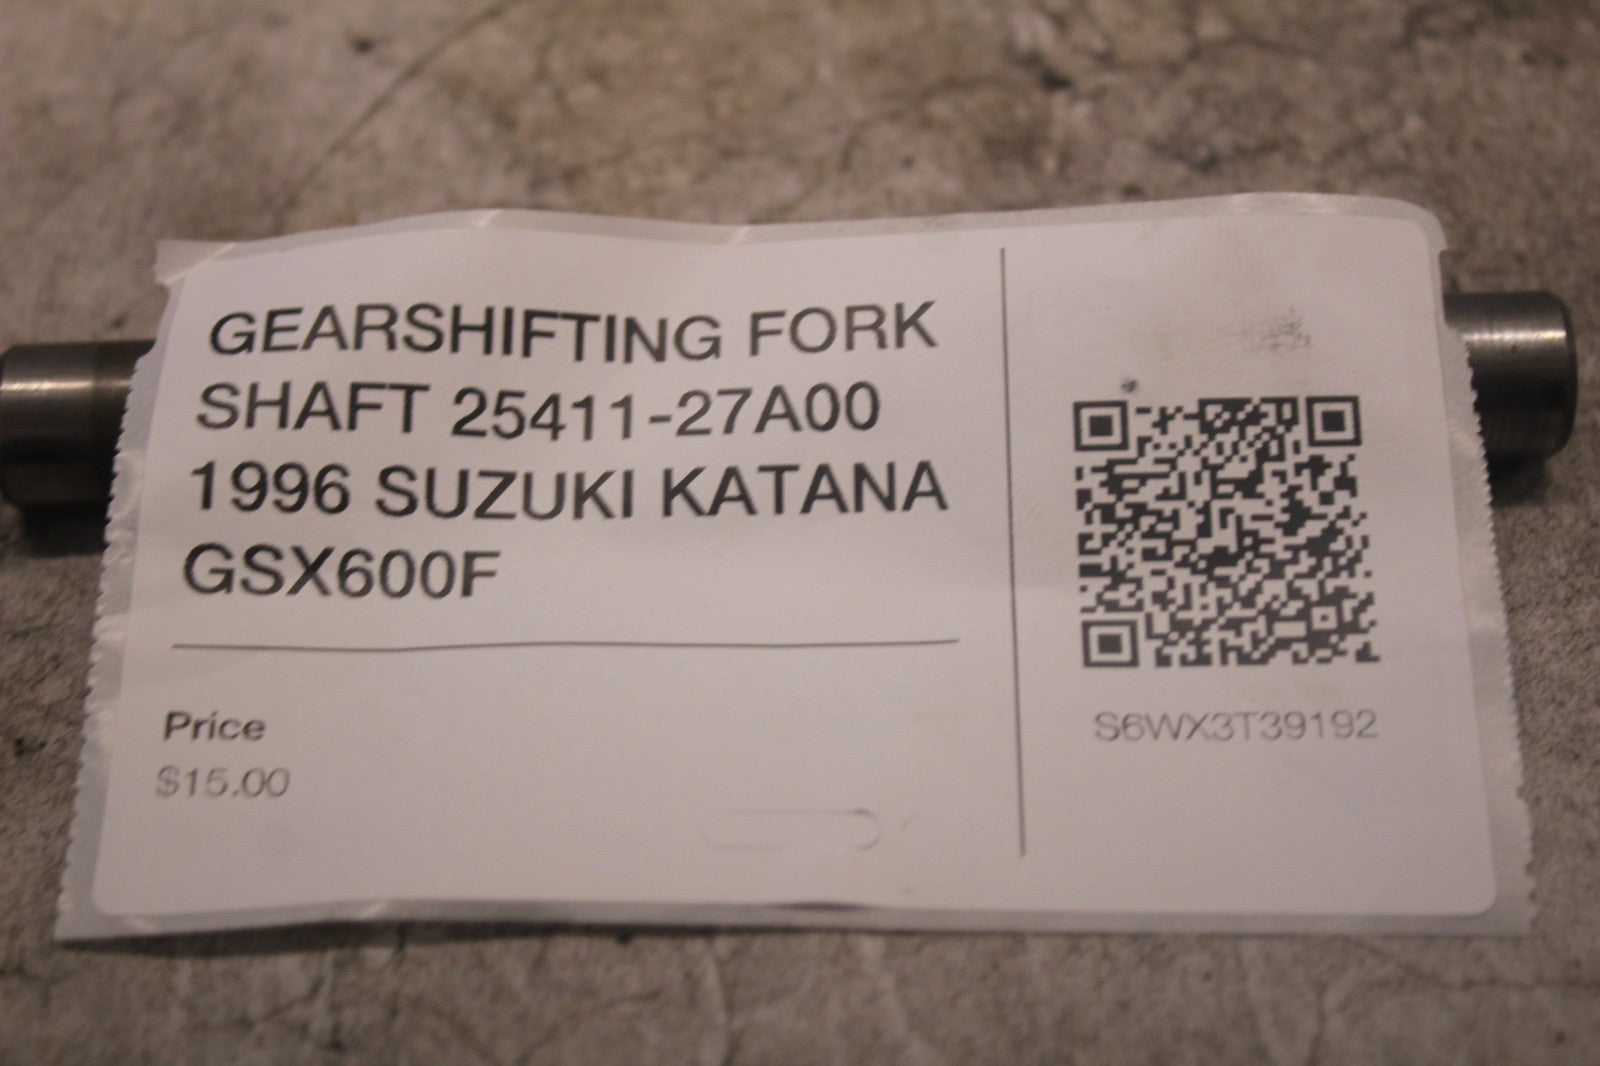 GEARSHIFTING FORK
SHAFT 25411-27A00
1996 SUZUKI KATANA
GSX600F
Price
$15.00
S6WX3T39192